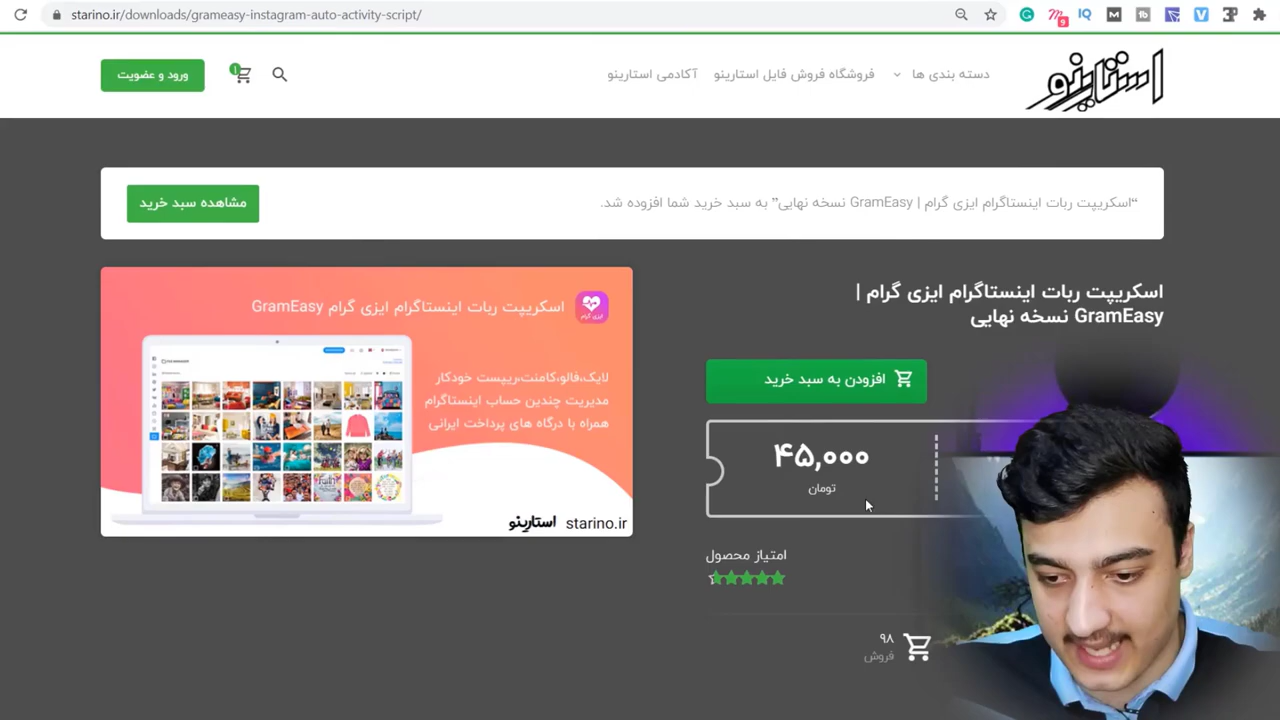 starino.ir/downloads/grameasy-instagram-auto-activity-script/
استارینو
دسته بندی ها
فروشگاه فروش فایل استارینو
آکادمی استارینو
۱
ورود و عضویت
“اسکریپت ربات اینستاگرام ایزی گرام | GramEasy نسخه نهایی” به سبد خرید شما افزوده شد.
مشاهده سبد خرید
اسکریپت ربات اینستاگرام ایزی گرام |
GramEasy نسخه نهایی
افزودن به سبد خرید
۴۵,۰۰۰
تومان
امتیاز محصول
۹۸
فروش
اسکریپت ربات اینستاگرام ایزی گرام GramEasy
ایزی گرام
لایک,فالو,کامنت,ریپست خودکار
مدیریت چندین حساب اینستاگرام
همراه با درگاه های پرداخت ایرانی
استارینو starino.ir